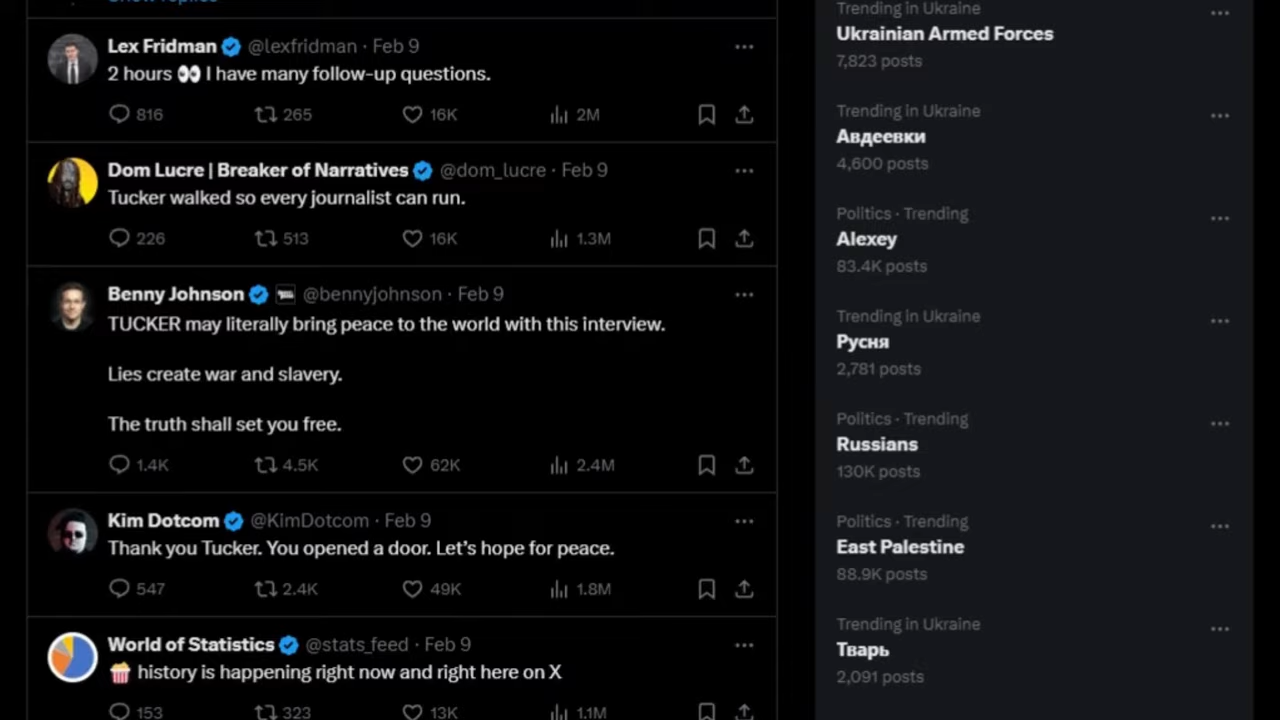 Show replies
Lex Fridman @lexfridman · Feb 9
2 hours 👀 I have many follow-up questions.
816 265 16K 2M
Dom Lucre | Breaker of Narratives @dom_lucre · Feb 9
Tucker walked so every journalist can run.
226 513 16K 1.3M
Benny Johnson @bennyjohnson · Feb 9
TUCKER may literally bring peace to the world with this interview.
Lies create war and slavery.
The truth shall set you free.
1.4K 4.5K 62K 2.4M
Kim Dotcom @KimDotcom · Feb 9
Thank you Tucker. You opened a door. Let's hope for peace.
547 2.4K 49K 1.8M
World of Statistics @stats_feed · Feb 9
🍿 history is happening right now and right here on X
153 323 13K 1.1M
Trending in Ukraine
Ukrainian Armed Forces
7,823 posts
Trending in Ukraine
Авдеевки
4,600 posts
Politics · Trending
Alexey
83.4K posts
Trending in Ukraine
Русня
2,781 posts
Politics · Trending
Russians
130K posts
Politics · Trending
East Palestine
88.9K posts
Trending in Ukraine
Тварь
2,091 posts